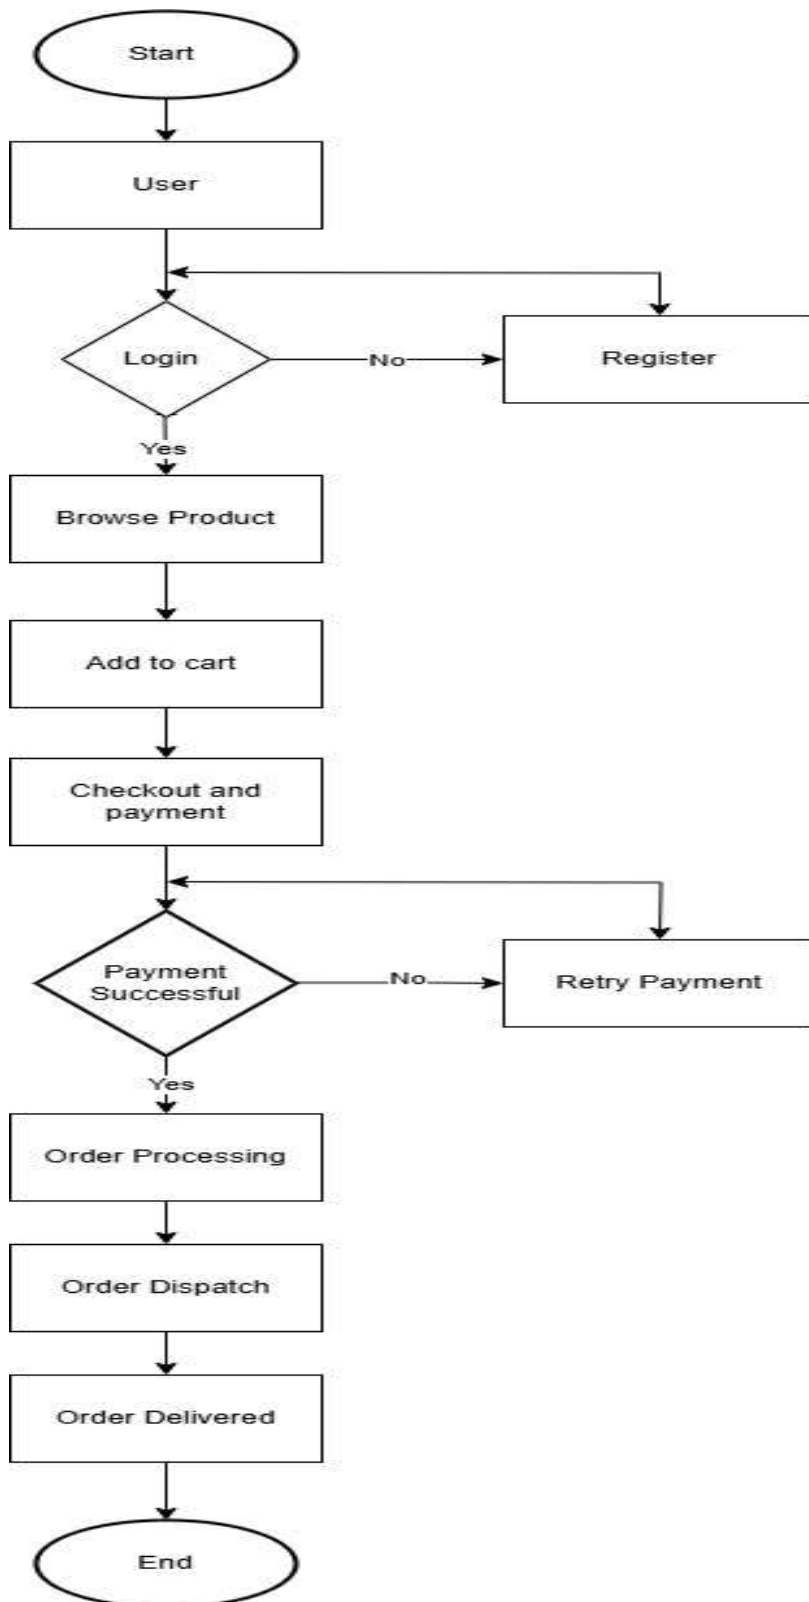 Start
User
Login
No
Register
Yes
Browse Product
Add to cart
Checkout and
payment
Payment
Successful
No
Retry Payment
Yes
Order Processing
Order Dispatch
Order Delivered
End